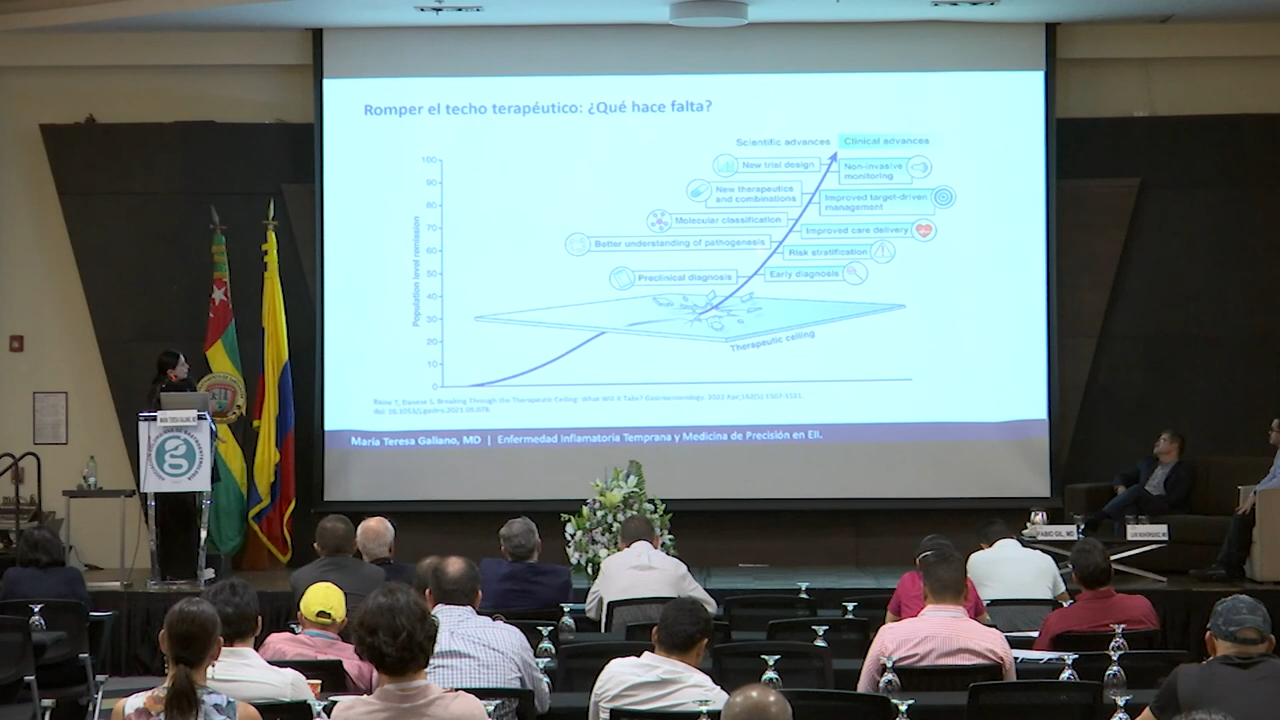 Romper el techo terapéutico: ¿Qué hace falta?
Scientific advances
Clinical advances
New trial design
Non-invasive
monitoring
New therapeutics
and combinations
Improved target-driven
management
Molecular classification
Improved care delivery
Better understanding of pathogenesis
Risk stratification
Preclinical diagnosis
Early diagnosis
Population level remission
100
90
80
70
60
50
40
30
20
10
0
Therapeutic ceiling
Raine T, Danese S. Breaking Through the Therapeutic Ceiling: What Will It Take? Gastroenterology. 2022 Apr;162(5):1507-1511.
doi: 10.1053/j.gastro.2021.09.078.
María Teresa Galiano, MD | Enfermedad Inflamatoria Temprana y Medicina de Precisión en EII.
MARÍA TERESA GALIANO, MD
FABIO GIL, MD